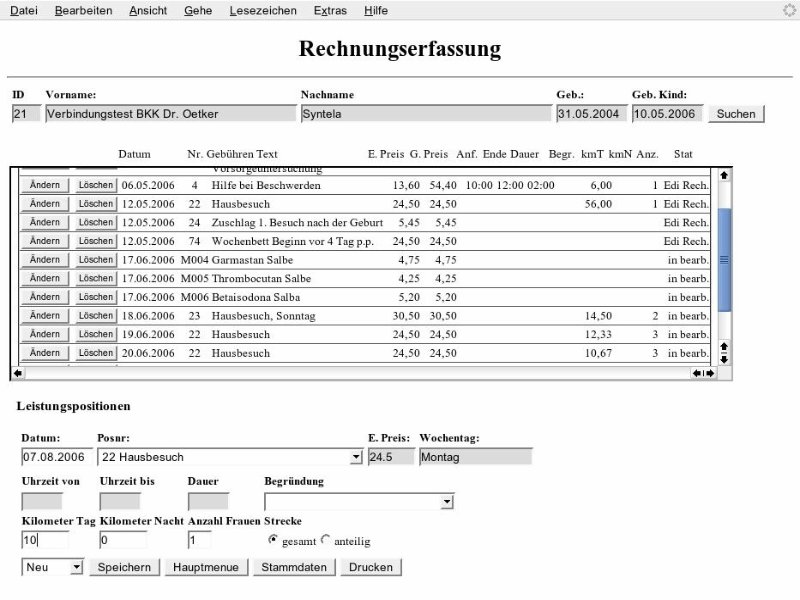 Datei Bearbeiten Ansicht Gehe Lesezeichen Extras Hilfe
Rechnungserfassung
ID Vorname: Nachname Geb.: Geb. Kind:
21 Verbindungstest BKK Dr. Oetker Syntela 31.05.2004 10.05.2006 Suchen
Datum Nr. Gebühren Text E. Preis G. Preis Anf. Ende Dauer Begr. kmT kmN Anz. Stat
Vorsorgeuntersuchung
Ändern Löschen 06.05.2006 4 Hilfe bei Beschwerden 13,60 54,40 10:00 12:00 02:00 6,00 1 Edi Rech.
Ändern Löschen 12.05.2006 22 Hausbesuch 24,50 24,50 56,00 1 Edi Rech.
Ändern Löschen 12.05.2006 24 Zuschlag 1. Besuch nach der Geburt 5,45 5,45 Edi Rech.
Ändern Löschen 12.05.2006 74 Wochenbett Beginn vor 4 Tag p.p. 24,50 24,50 Edi Rech.
Ändern Löschen 17.06.2006 M004 Garmastan Salbe 4,75 4,75 in bearb.
Ändern Löschen 17.06.2006 M005 Thrombocutan Salbe 4,25 4,25 in bearb.
Ändern Löschen 17.06.2006 M006 Betaisodona Salba 5,20 5,20 in bearb.
Ändern Löschen 18.06.2006 23 Hausbesuch, Sonntag 30,50 30,50 14,50 2 in bearb.
Ändern Löschen 19.06.2006 22 Hausbesuch 24,50 24,50 12,33 3 in bearb.
Ändern Löschen 20.06.2006 22 Hausbesuch 24,50 24,50 10,67 3 in bearb.
Leistungspositionen
Datum: Posnr: E. Preis: Wochentag:
07.08.2006 22 Hausbesuch 24.5 Montag
Uhrzeit von Uhrzeit bis Dauer Begründung
Kilometer Tag Kilometer Nacht Anzahl Frauen Strecke
10 0 1 gesamt anteilig
Neu Speichern Hauptmenue Stammdaten Drucken